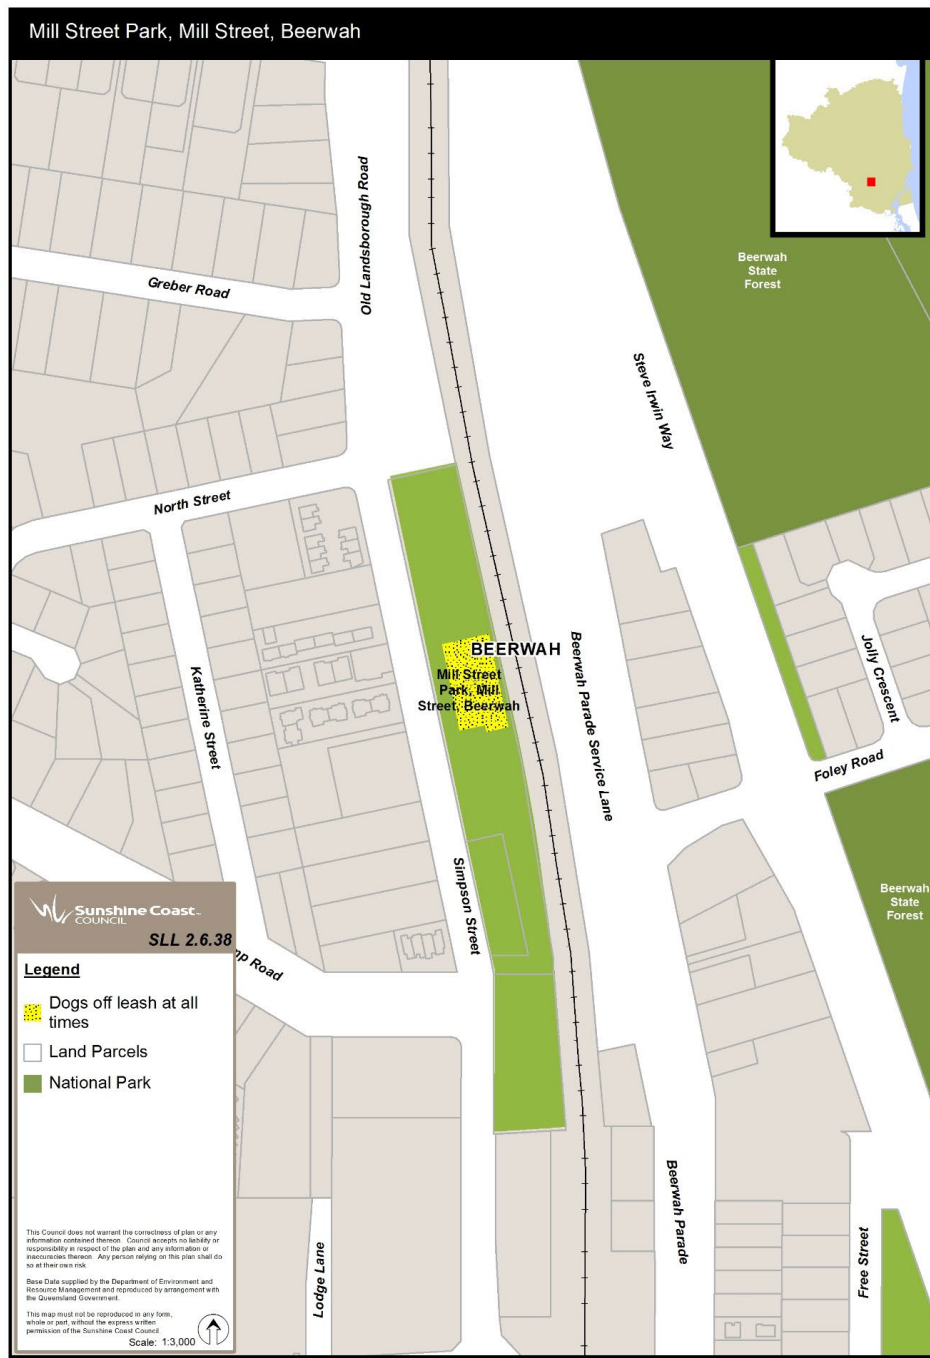 Mill Street Park, Mill Street, Beerwah
Old Landsborough Road
Greber Road
Beerwah
State
Forest
Steve Irwin Way
North Street
BEERWAH
Mill Street
Park, Mill
Street, Beerwah
Katherine Street
Beerwah Parade Service Lane
Jolly Crescent
Foley Road
Simpson Street
Beerwah
State
Forest
Sunshine Coast
COUNCIL
SLL 2.6.38
mp Road
Legend
Dogs off leash at all
times
Land Parcels
National Park
Beerwah Parade
Free Street
Lodge Lane
This Council does not warrant the correctness of plan or any
information contained thereon. Council accepts no liability or
responsibility in respect of the plan and any information or
inaccuracies thereon. Any person relying on this plan shall do
so at their own risk.
Base Data supplied by the Department of Environment and
Resource Management and reproduced by arrangement with
the Queensland Government.
This map must not be reproduced in any form,
whole or part, without the express written
permission of the Sunshine Coast Council.
Scale: 1:3,000